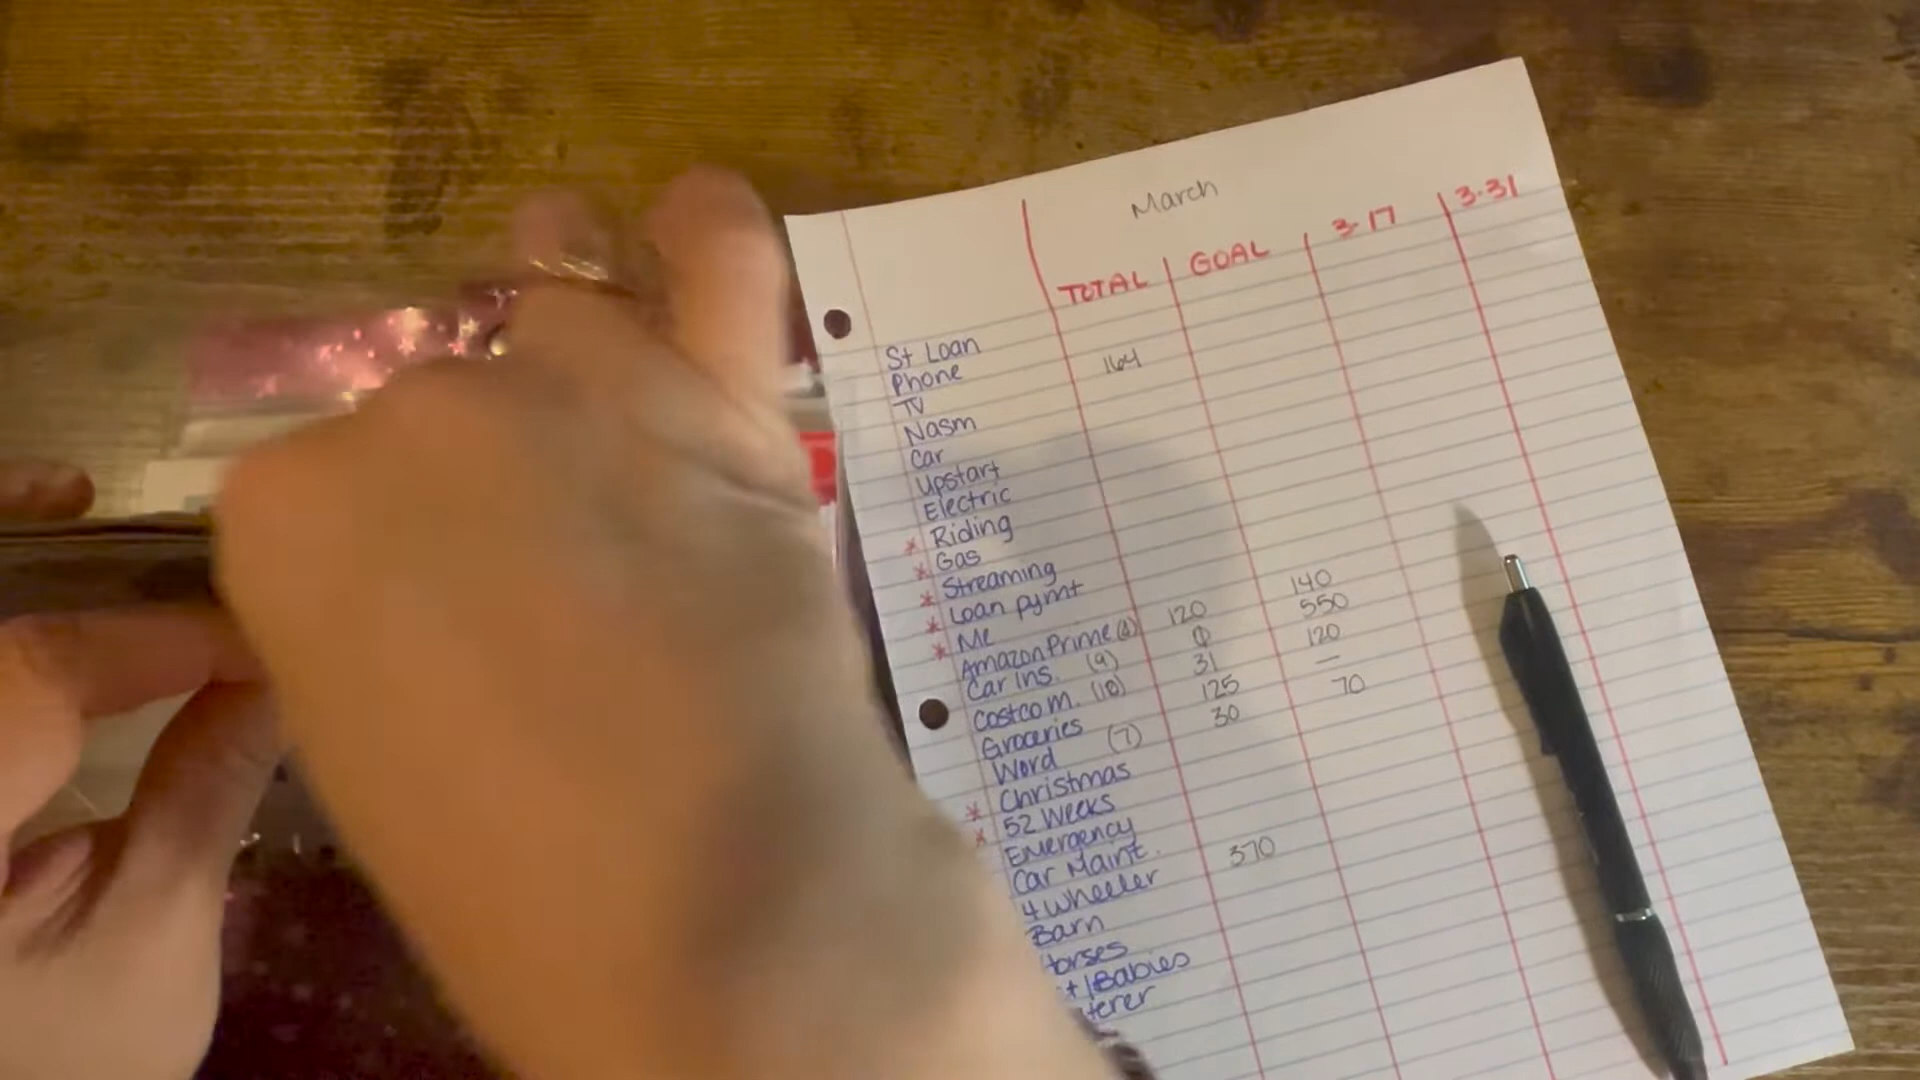 March
TOTAL GOAL 3.17 3.31
St Loan
Phone
TV 164
Nasm
Car
Upstart
Electric
* Riding
* Gas
* Streaming
* Loan pymt
* Me
Amazon Prime 120 140
Car Ins. (9) Φ 550
Costco M. (10) 31 120
Groceries 125 —
Word (7) 30 70
* Christmas
* 52 Weeks
Emergency
Car Maint.
4 Wheeler 370
Barn
Horses
Babies